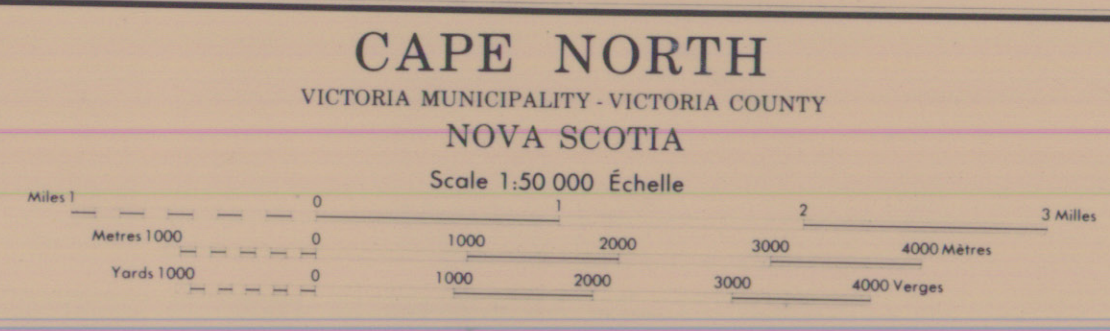 CAPE NORTH
VICTORIA MUNICIPALITY - VICTORIA COUNTY
NOVA SCOTIA
Scale 1:50 000 Échelle
Miles 1 0 1 2 3 Milles
Metres 1000 0 1000 2000 3000 4000 Mètres
Yards 1000 0 1000 2000 3000 4000 Verges